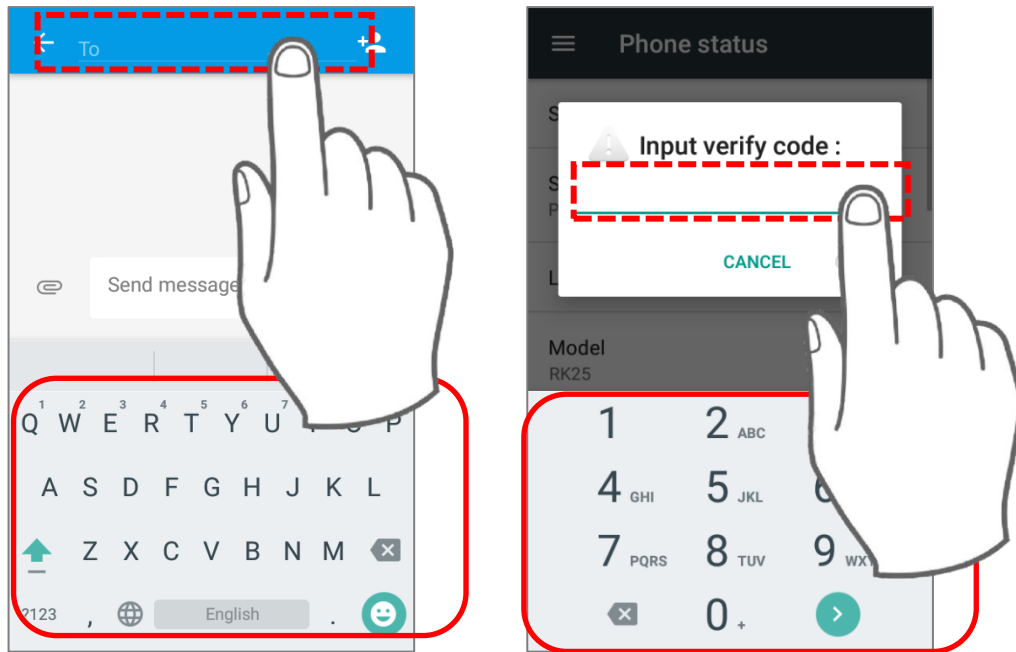 To
Send message
1 2 3 4 5 6 7
Q W E R T Y U P
A S D F G H J K L
Z X C V B N M
?123 , English .
Phone status
Input verify code :
CANCEL
Model
RK25
1 2 ABC
4 GHI 5 JKL
7 PQRS 8 TUV 9
0 +